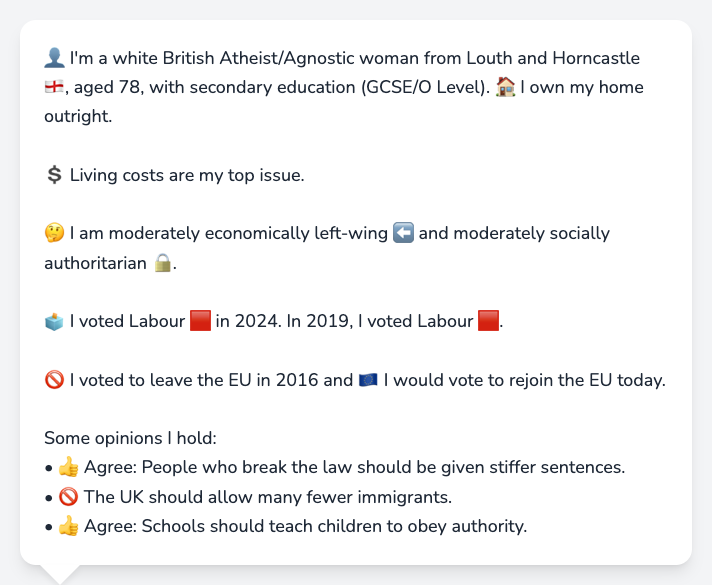 👤 I'm a white British Atheist/Agnostic woman from Louth and Horncastle
🏴󠁧󠁢󠁥󠁮󠁧󠁿, aged 78, with secondary education (GCSE/O Level). 🏠 I own my home
outright.
💲 Living costs are my top issue.
🤔 I am moderately economically left-wing ⬅️ and moderately socially
authoritarian 🔒.
🗳️ I voted Labour 🟥 in 2024. In 2019, I voted Labour 🟥.
🚫 I voted to leave the EU in 2016 and 🇪🇺 I would vote to rejoin the EU today.
Some opinions I hold:
• 👍 Agree: People who break the law should be given stiffer sentences.
• 🚫 The UK should allow many fewer immigrants.
• 👍 Agree: Schools should teach children to obey authority.